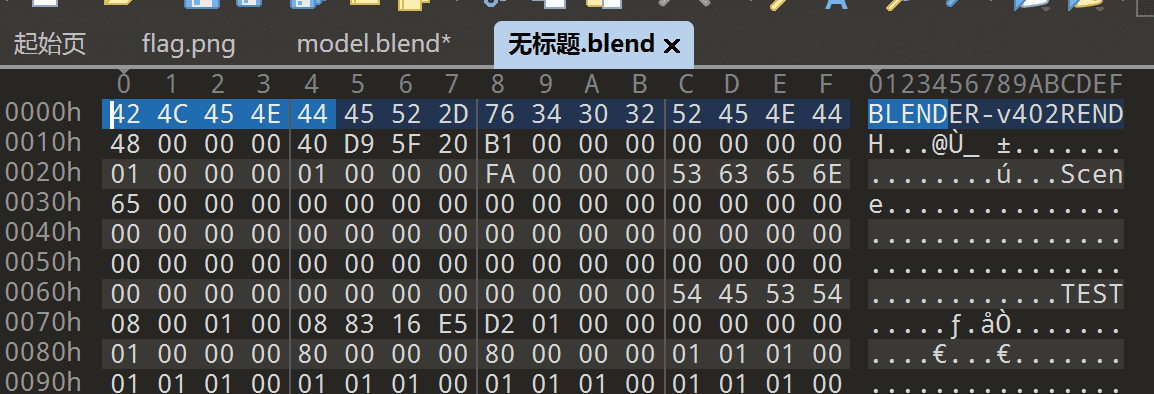 起始页 flag.png model.blend* 无标题.blend ×
0 1 2 3 4 5 6 7 8 9 A B C D E F 0123456789ABCDEF
0000h 42 4C 45 4E 44 45 52 2D 76 34 30 32 52 45 4E 44 BLENDER-v402REND
0010h 48 00 00 00 40 D9 5F 20 B1 00 00 00 00 00 00 00 H...@Ù_ ±.......
0020h 01 00 00 00 01 00 00 00 FA 00 00 00 53 63 65 6E ........ú...Scen
0030h 65 00 00 00 00 00 00 00 00 00 00 00 00 00 00 00 e...............
0040h 00 00 00 00 00 00 00 00 00 00 00 00 00 00 00 00 ................
0050h 00 00 00 00 00 00 00 00 00 00 00 00 00 00 00 00 ................
0060h 00 00 00 00 00 00 00 00 00 00 00 00 54 45 53 54 ............TEST
0070h 08 00 01 00 08 83 16 E5 D2 01 00 00 00 00 00 00 .....ƒ.åÒ.......
0080h 01 00 00 00 80 00 00 00 80 00 00 00 01 01 01 00 ....€...€.......
0090h 01 01 01 00 01 01 01 00 01 01 01 00 01 01 01 00 ................